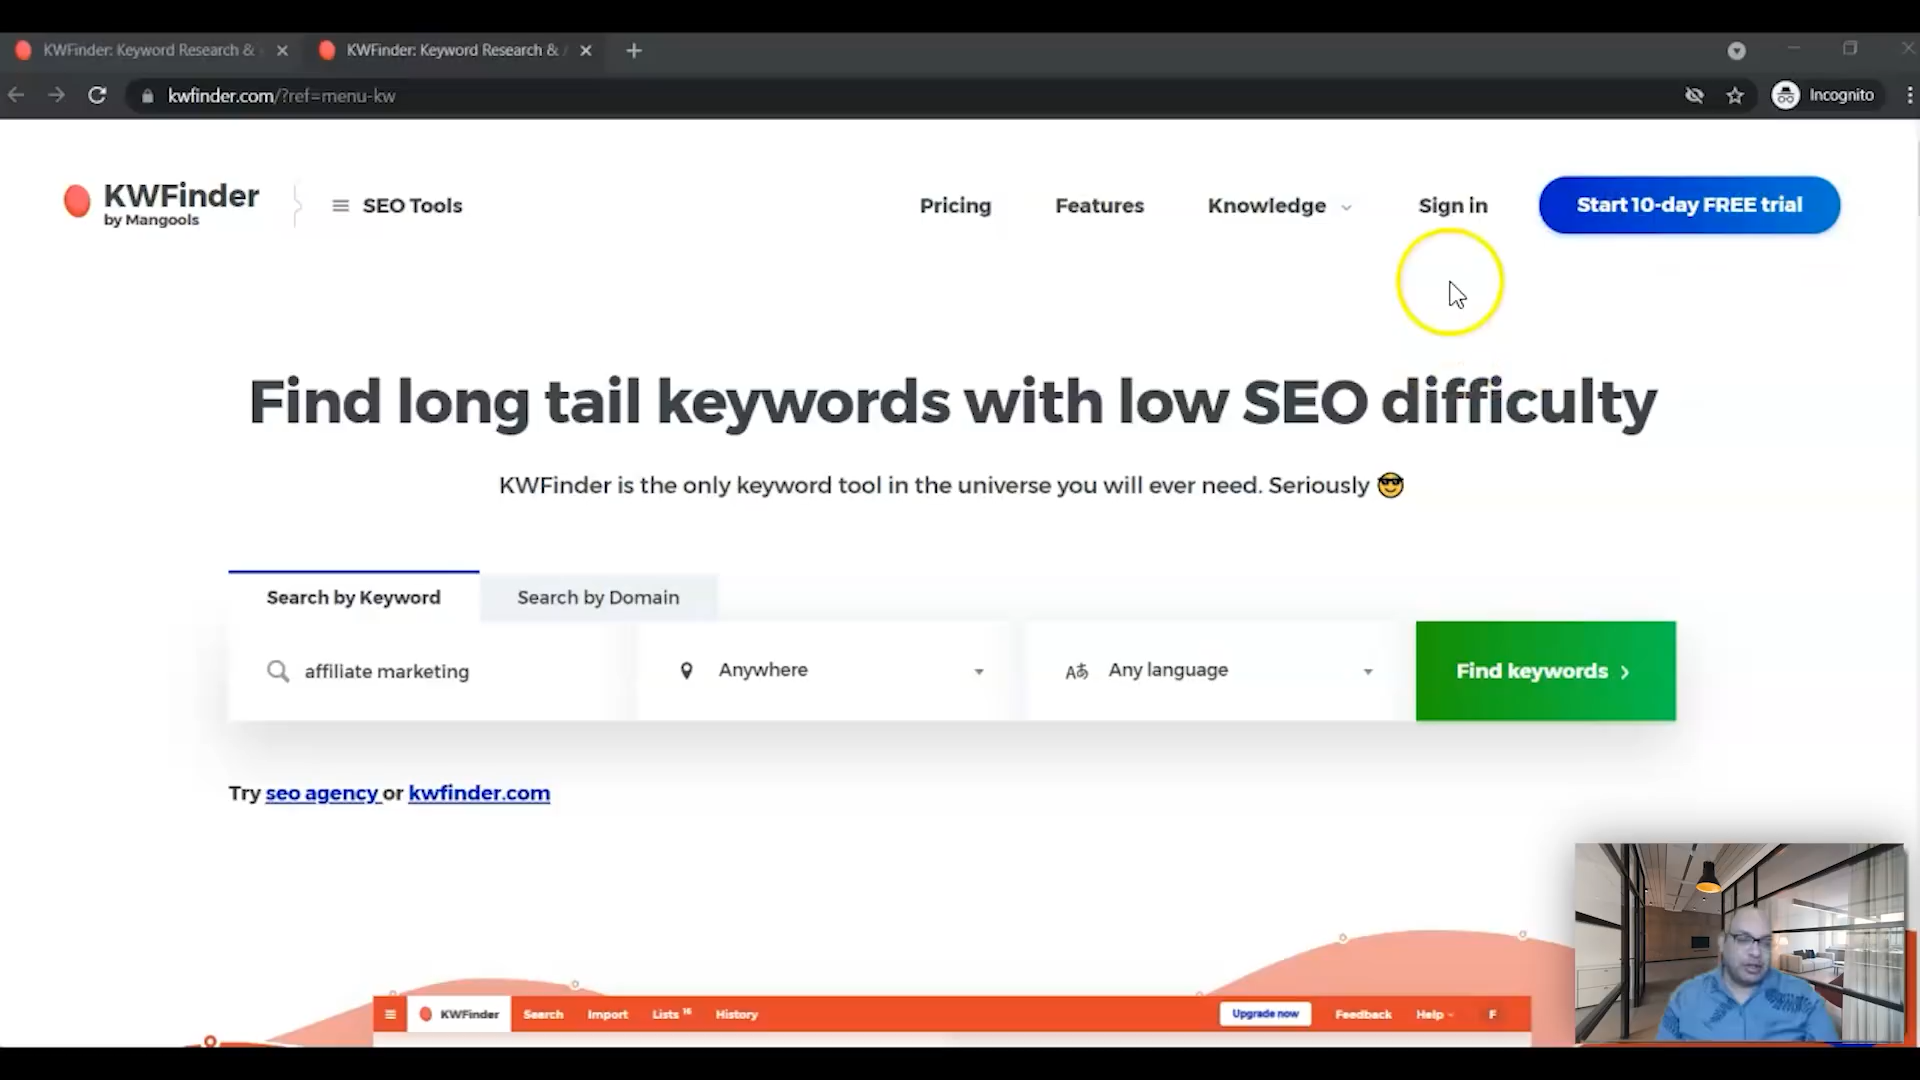 KWFinder: Keyword Research &
KWFinder: Keyword Research &
kwfinder.com/?ref=menu-kw
Incognito
KWFinder
by Mangools
SEO Tools
Pricing
Features
Knowledge
Sign in
Start 10-day FREE trial
Find long tail keywords with low SEO difficulty
KWFinder is the only keyword tool in the universe you will ever need. Seriously 😎
Search by Keyword
Search by Domain
affiliate marketing
Anywhere
Aあ
Any language
Find keywords
Try seo agency or kwfinder.com
KWFinder
Search
Import
Lists 16
History
Upgrade now
Feedback
Help
F